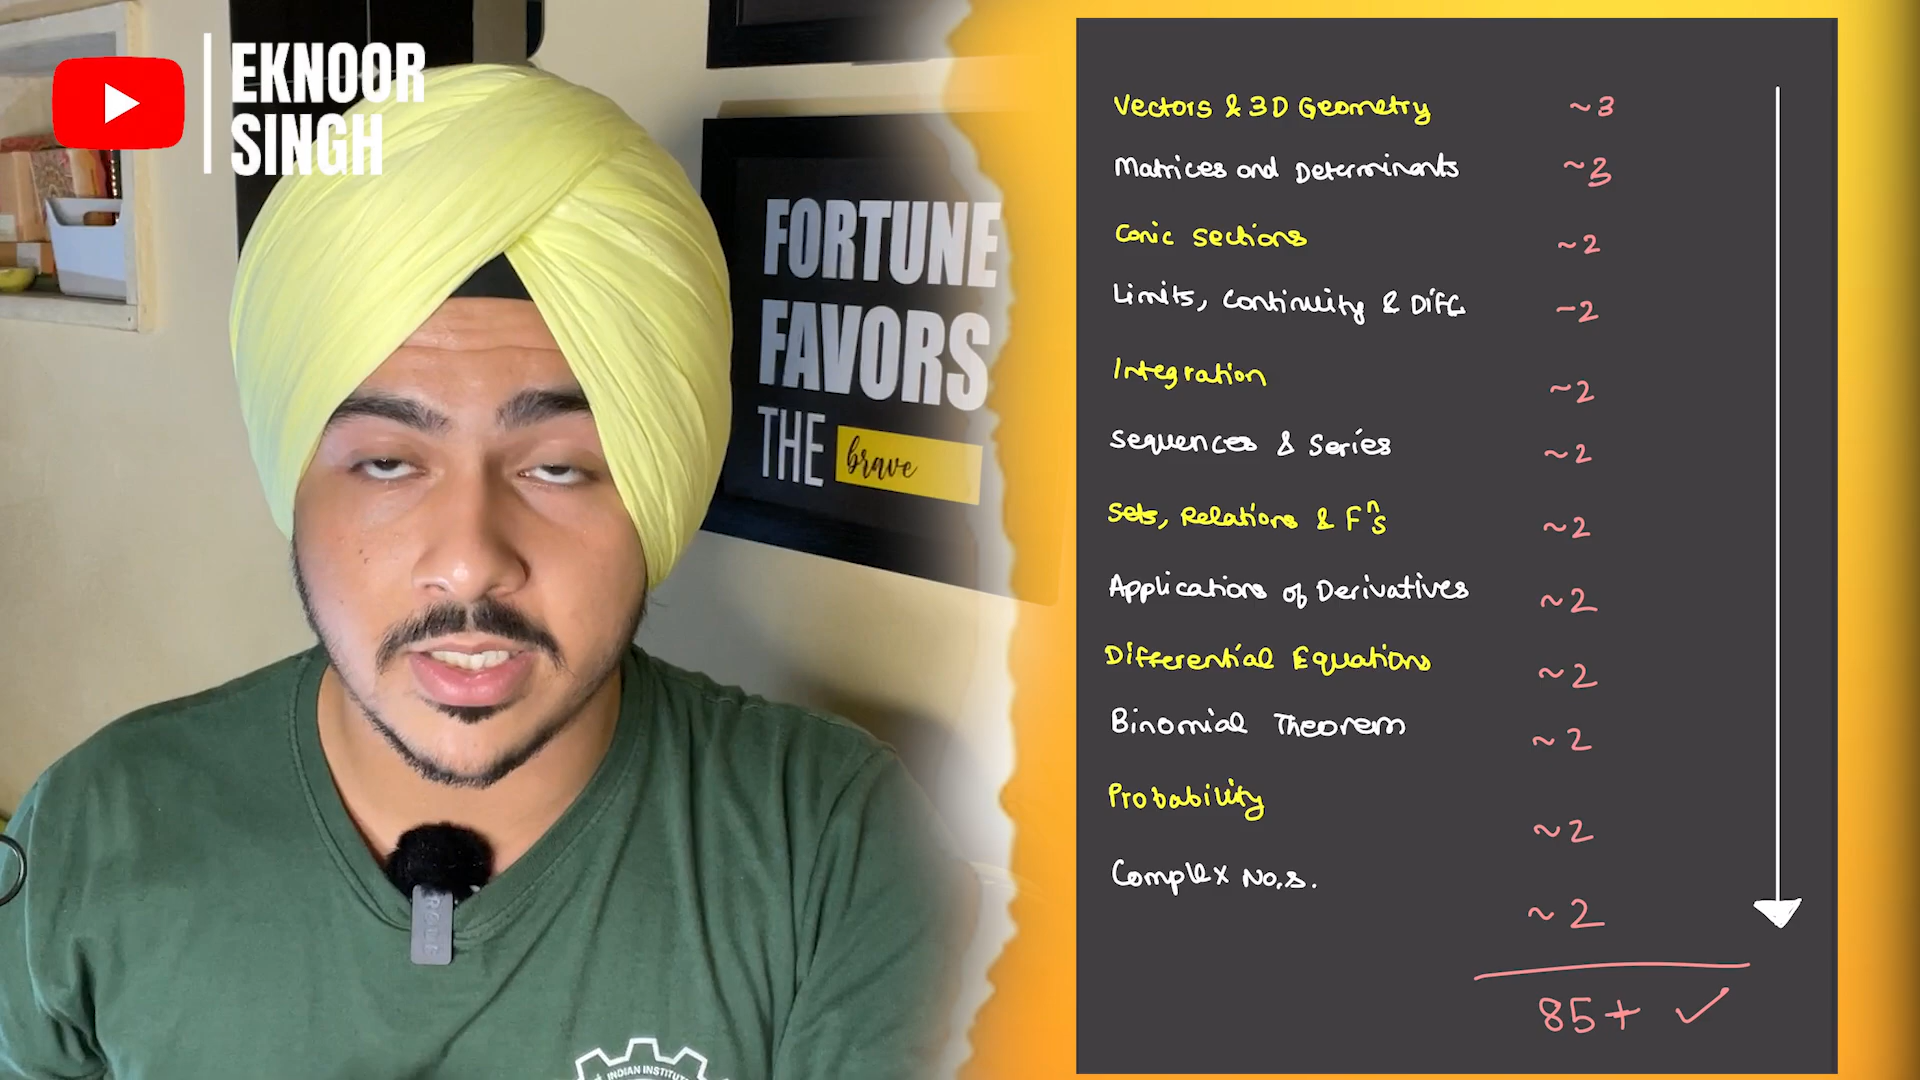 EKNOOR
SINGH
FORTUNE
FAVORS
THE brave
INDIAN INSTITUT
Vectors & 3D Geometry ~3
Matrices and Determinants ~3
Conic sections ~2
Limits, Continuity & Diff. ~2
Integration ~2
Sequences & Series ~2
Sets, Relations & Fⁿs ~2
Applications of Derivatives ~2
Differential Equations ~2
Binomial Theorem ~2
Probability ~2
Complex No.s. ~2
85+ ✓